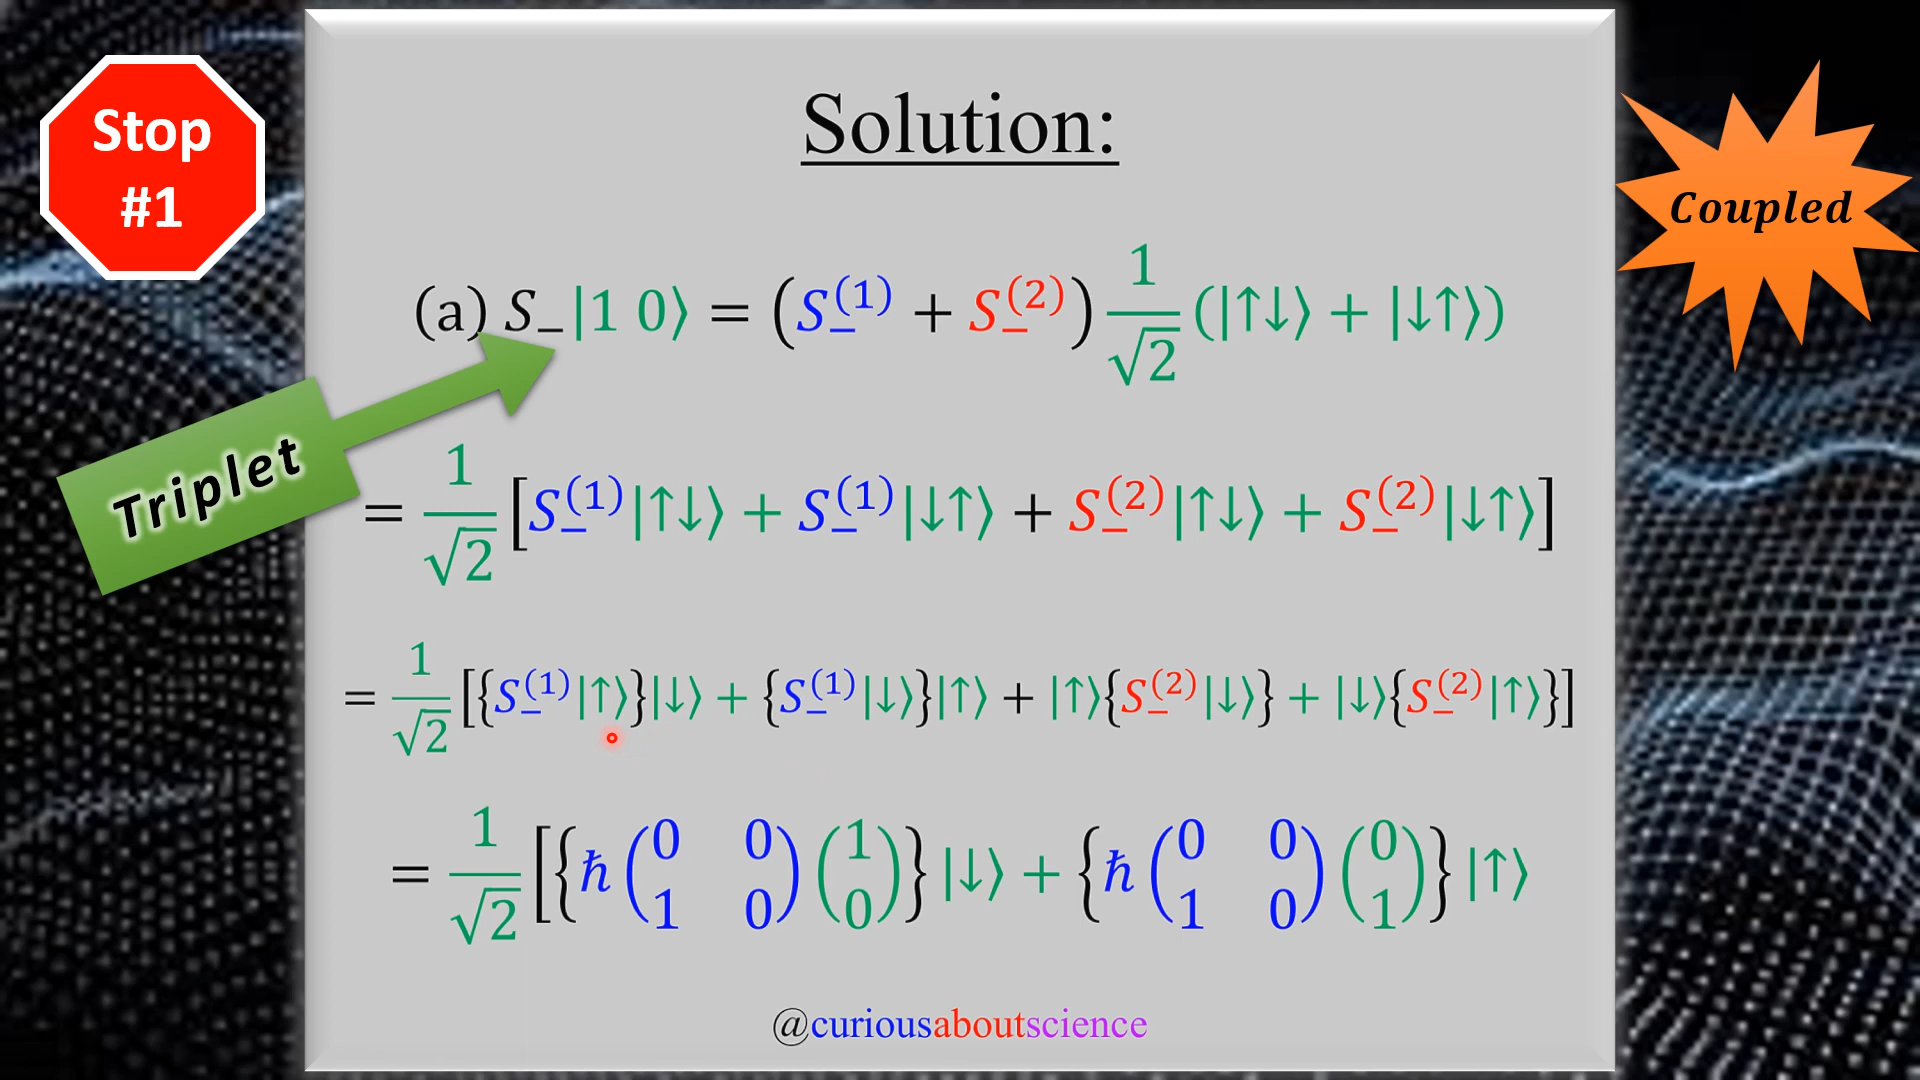 Stop
#1
Solution:
Coupled
(a) S₋|1 0⟩ = (S₋⁽¹⁾ + S₋⁽²⁾) 1/√2 (|↑↓⟩ + |↓↑⟩)
Triplet
= 1/√2 [S₋⁽¹⁾|↑↓⟩ + S₋⁽¹⁾|↓↑⟩ + S₋⁽²⁾|↑↓⟩ + S₋⁽²⁾|↓↑⟩]
= 1/√2 [{S₋⁽¹⁾|↑⟩}|↓⟩ + {S₋⁽¹⁾|↓⟩}|↑⟩ + |↑⟩{S₋⁽²⁾|↓⟩} + |↓⟩{S₋⁽²⁾|↑⟩}]
= 1/√2 [{ħ (0 0; 1 0) (1; 0)} |↓⟩ + {ħ (0 0; 1 0) (0; 1)} |↑⟩
@curiousaboutscience